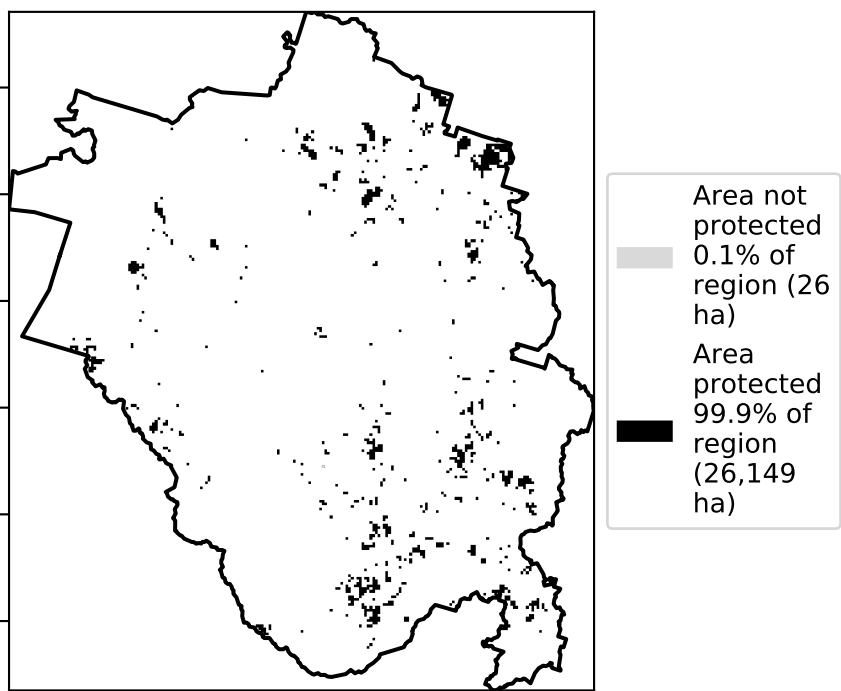 Area not
protected
0.1% of
region (26
ha)
Area
protected
99.9% of
region
(26,149
ha)